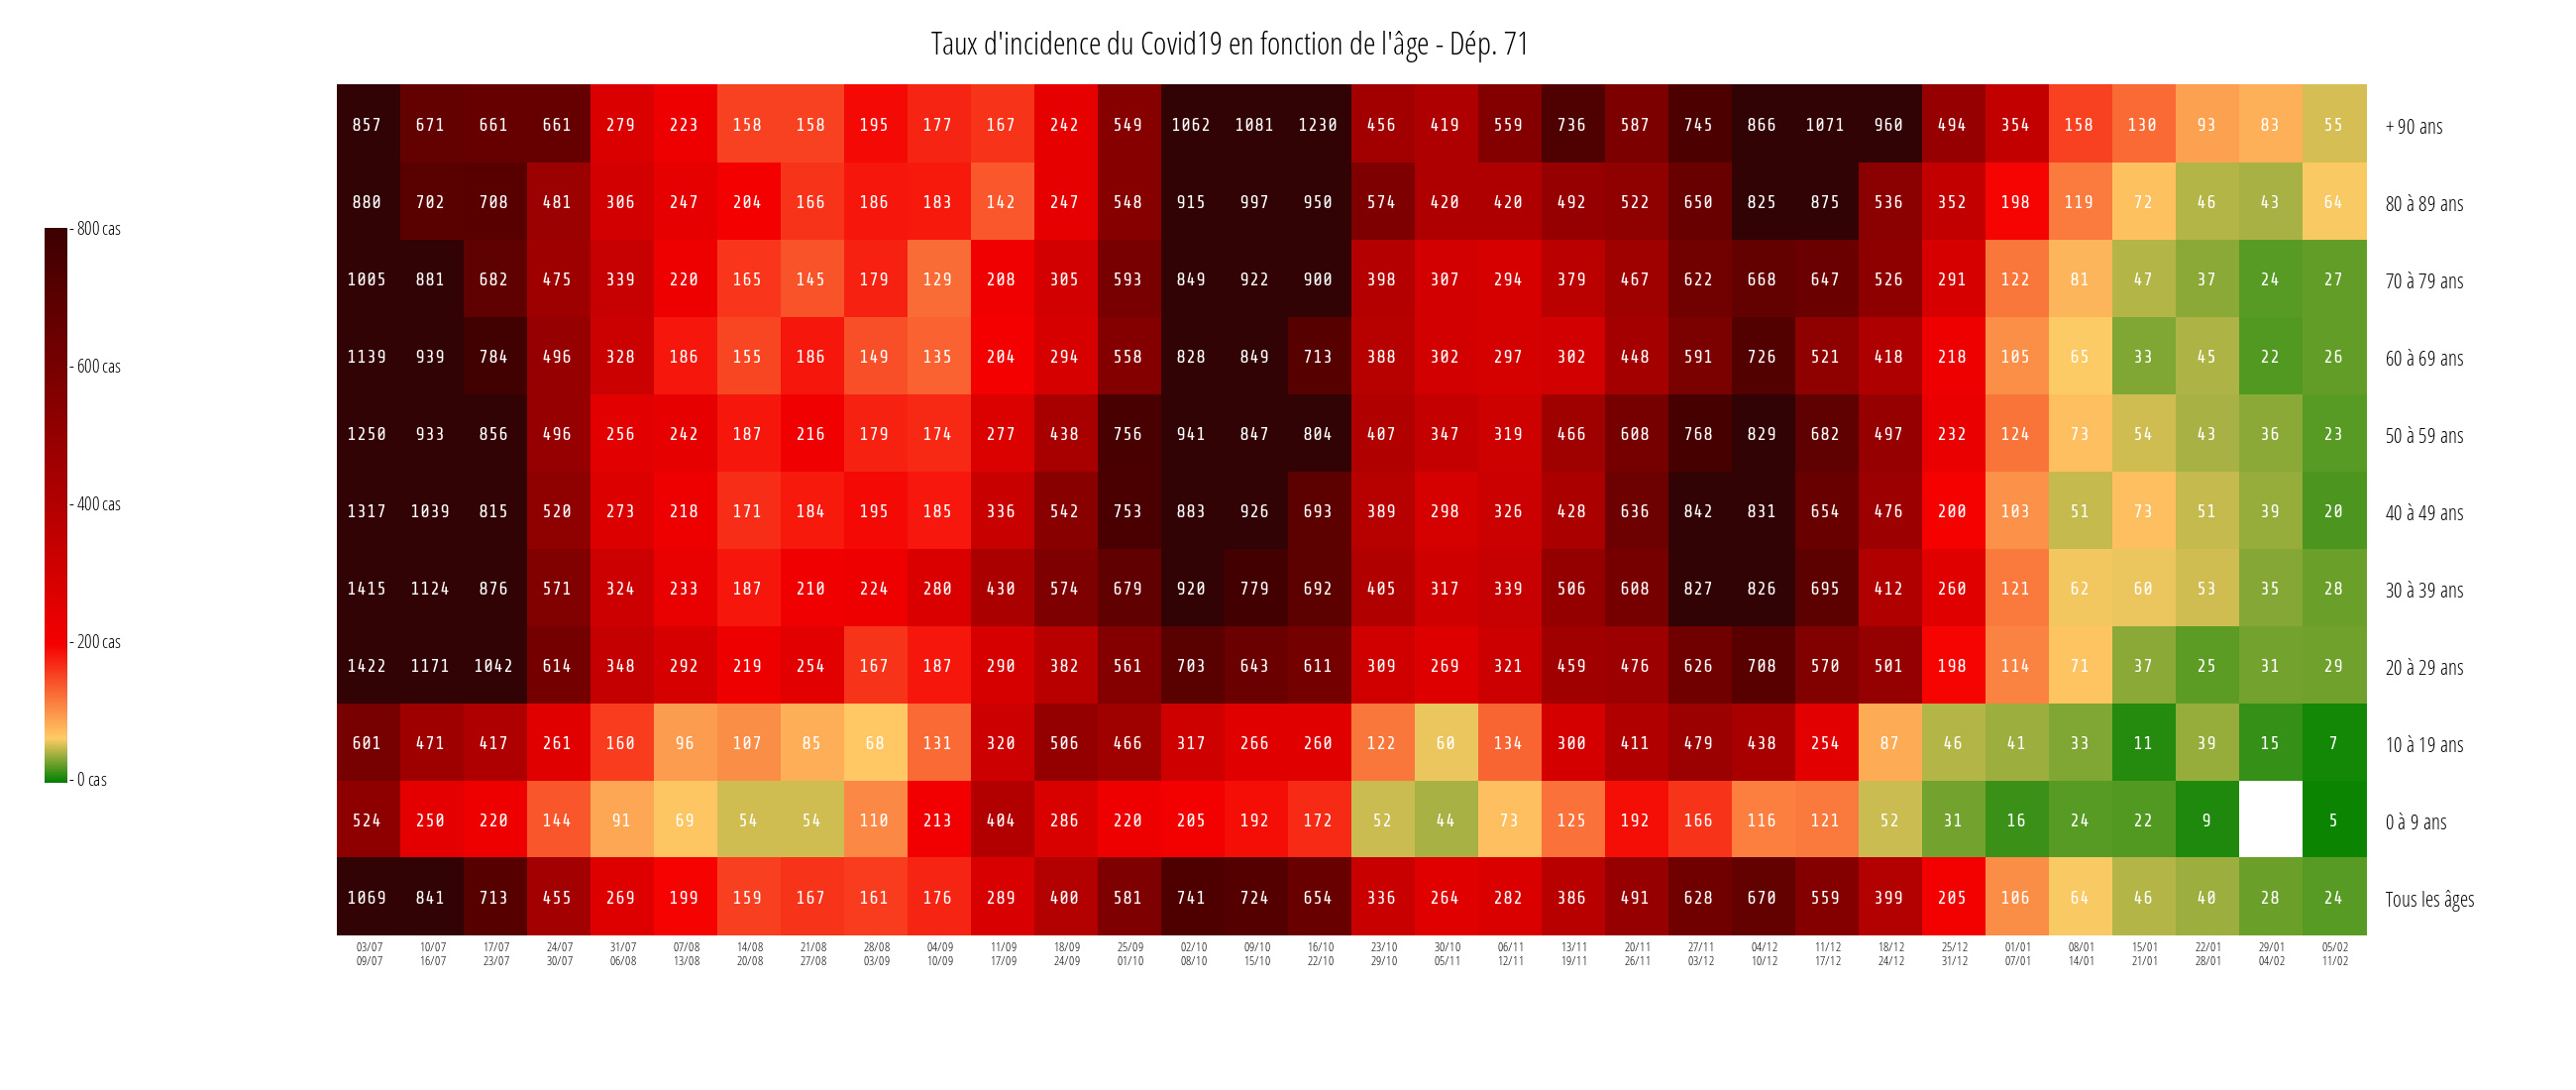 Taux d'incidence du Covid19 en fonction de l'âge - Dép. 71
857 671 661 661 279 223 158 158 195 177 167 242 549 1062 1081 1230 456 419 559 736 587 745 866 1071 960 494 354 158 130 93 83 55 + 90 ans
880 702 708 481 306 247 204 166 186 183 142 247 548 915 997 950 574 420 420 492 522 650 825 875 536 352 198 119 72 46 43 64 80 à 89 ans
- 800 cas
1005 881 682 475 339 220 165 145 179 129 208 305 593 849 922 900 398 307 294 379 467 622 668 647 526 291 122 81 47 37 24 27 70 à 79 ans
1139 939 784 496 328 186 155 186 149 135 204 294 558 828 849 713 388 302 297 302 448 591 726 521 418 218 105 65 33 45 22 26 60 à 69 ans
- 600 cas
1250 933 856 496 256 242 187 216 179 174 277 438 756 941 847 804 407 347 319 466 608 768 829 682 497 232 124 73 54 43 36 23 50 à 59 ans
- 400 cas
1317 1039 815 520 273 218 171 184 195 185 336 542 753 883 926 693 389 298 326 428 636 842 831 654 476 200 103 51 73 51 39 20 40 à 49 ans
1415 1124 876 571 324 233 187 210 224 280 430 574 679 920 779 692 405 317 339 506 608 827 826 695 412 260 121 62 60 53 35 28 30 à 39 ans
- 200 cas
1422 1171 1042 614 348 292 219 254 167 187 290 382 561 703 643 611 309 269 321 459 476 626 708 570 501 198 114 71 37 25 31 29 20 à 29 ans
601 471 417 261 160 96 107 85 68 131 320 506 466 317 266 260 122 60 134 300 411 479 438 254 87 46 41 33 11 39 15 7 10 à 19 ans
- 0 cas
524 250 220 144 91 69 54 54 110 213 404 286 220 205 192 172 52 44 73 125 192 166 116 121 52 31 16 24 22 9 5 0 à 9 ans
1069 841 713 455 269 199 159 167 161 176 289 400 581 741 724 654 336 264 282 386 491 628 670 559 399 205 106 64 46 40 28 24 Tous les âges
03/07 10/07 17/07 24/07 31/07 07/08 14/08 21/08 28/08 04/09 11/09 18/09 25/09 02/10 09/10 16/10 23/10 30/10 06/11 13/11 20/11 27/11 04/12 11/12 18/12 25/12 01/01 08/01 15/01 22/01 29/01 05/02
09/07 16/07 23/07 30/07 06/08 13/08 20/08 27/08 03/09 10/09 17/09 24/09 01/10 08/10 15/10 22/10 29/10 05/11 12/11 19/11 26/11 03/12 10/12 17/12 24/12 31/12 07/01 14/01 21/01 28/01 04/02 11/02